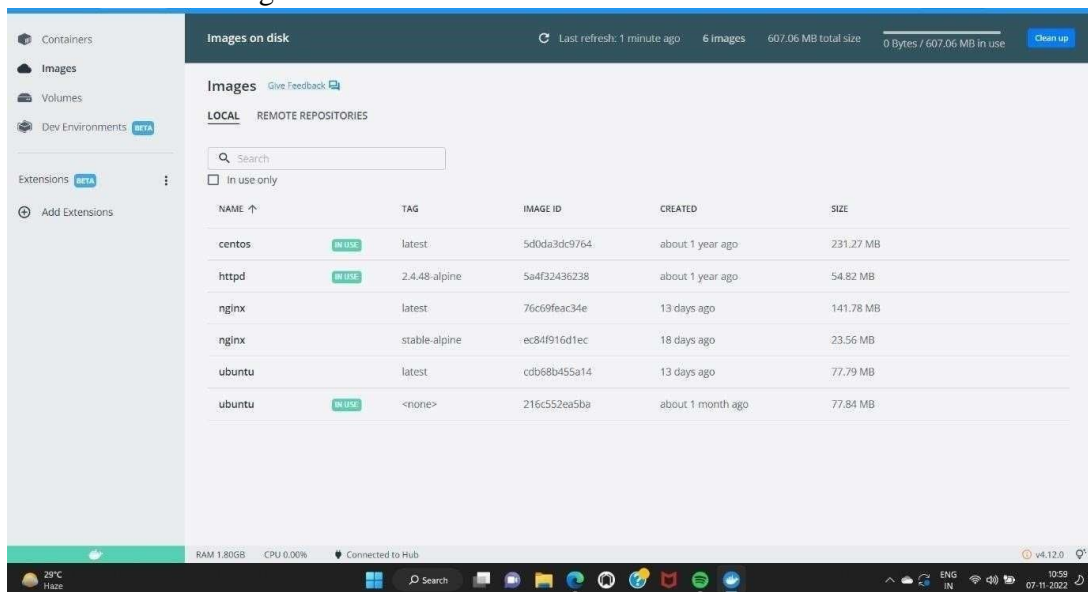 Containers
Images
Volumes
Dev Environments BETA
Extensions BETA
Add Extensions
Images on disk
Last refresh: 1 minute ago 6 images 607.06 MB total size 0 Bytes / 607.06 MB in use Clean up
Images Give Feedback
LOCAL REMOTE REPOSITORIES
Search
In use only
NAME TAG IMAGE ID CREATED SIZE
centos IN USE latest 5d0da3dc9764 about 1 year ago 231.27 MB
httpd IN USE 2.4.48-alpine 5a4f32436238 about 1 year ago 54.82 MB
nginx latest 76c69feac34e 13 days ago 141.78 MB
nginx stable-alpine ec84f916d1ec 18 days ago 23.56 MB
ubuntu latest cdb68b455a14 13 days ago 77.79 MB
ubuntu IN USE <none> 216c552ea5ba about 1 month ago 77.84 MB
RAM 1.80GB CPU 0.00% Connected to Hub v4.12.0
29°C
Haze
Search
ENG
IN
10:59
07-11-2022